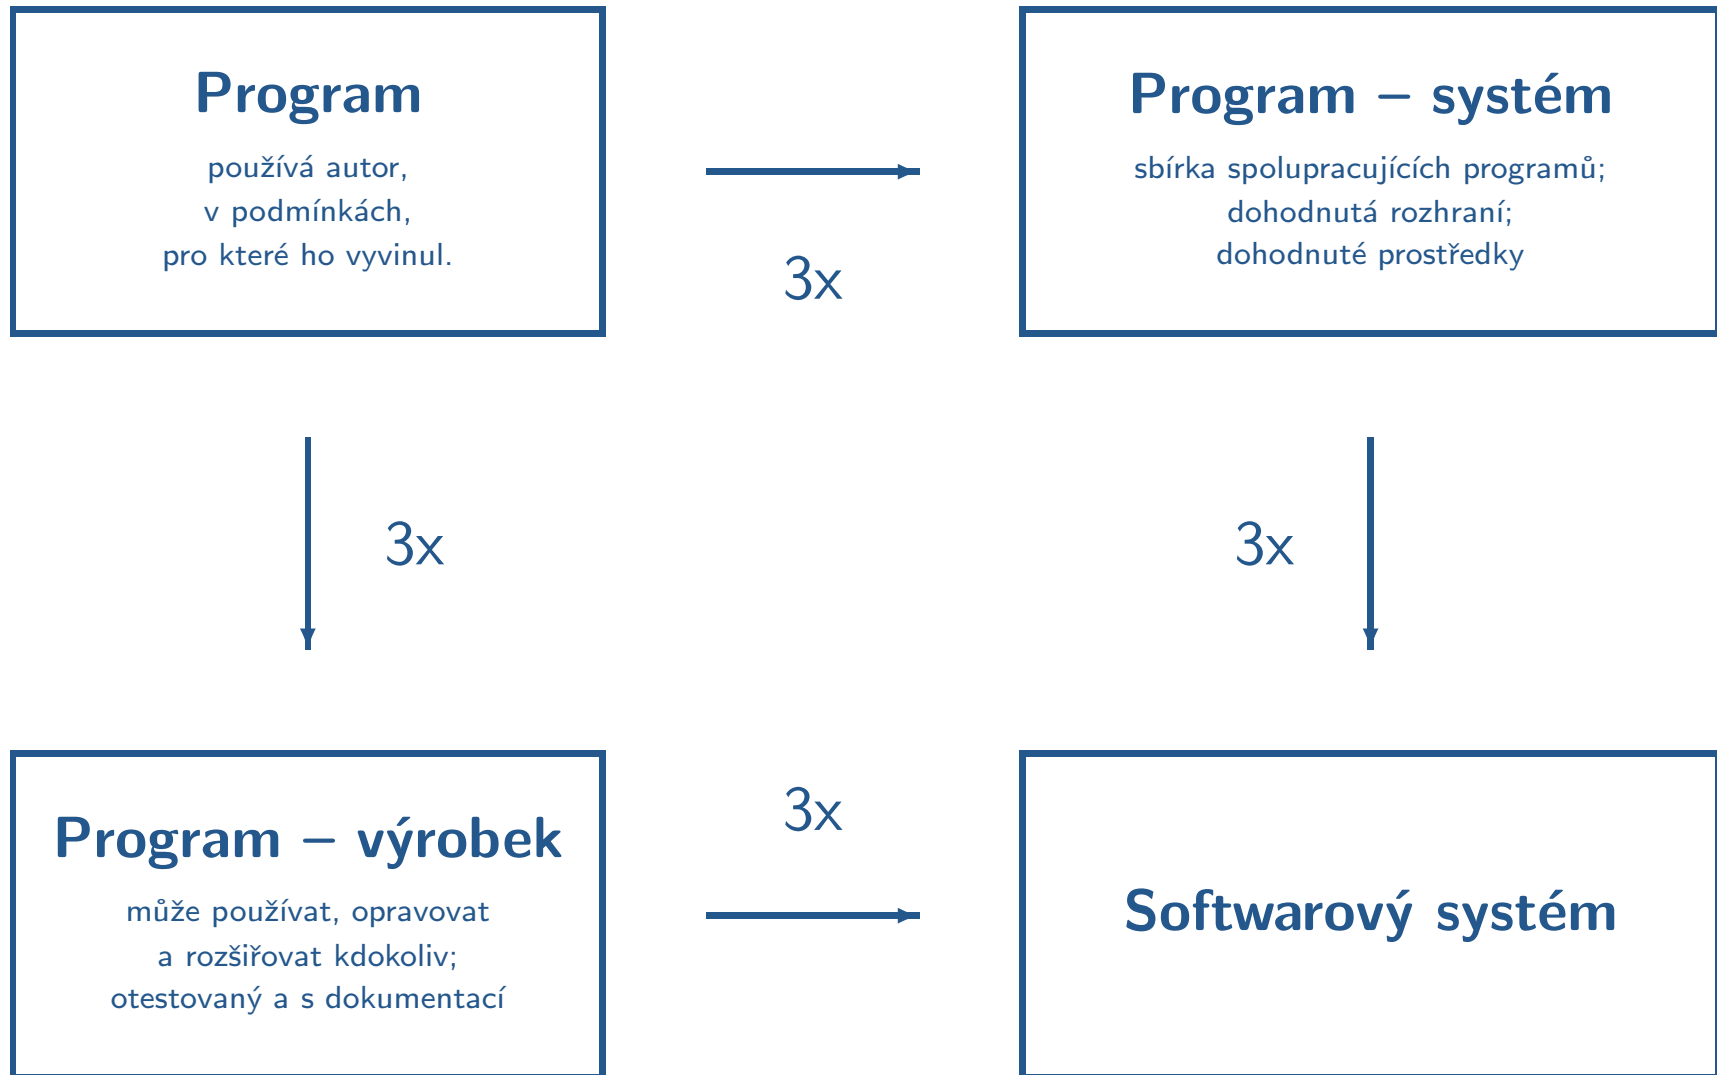 Program
používá autor,
v podmínkách,
pro které ho vyvinul.
3x
Program – systém
sbírka spolupracujících programů;
dohodnutá rozhraní;
dohodnuté prostředky
3x
3x
Program – výrobek
může používat, opravovat
a rozšiřovat kdokoliv;
otestovaný a s dokumentací
3x
Softwarový systém